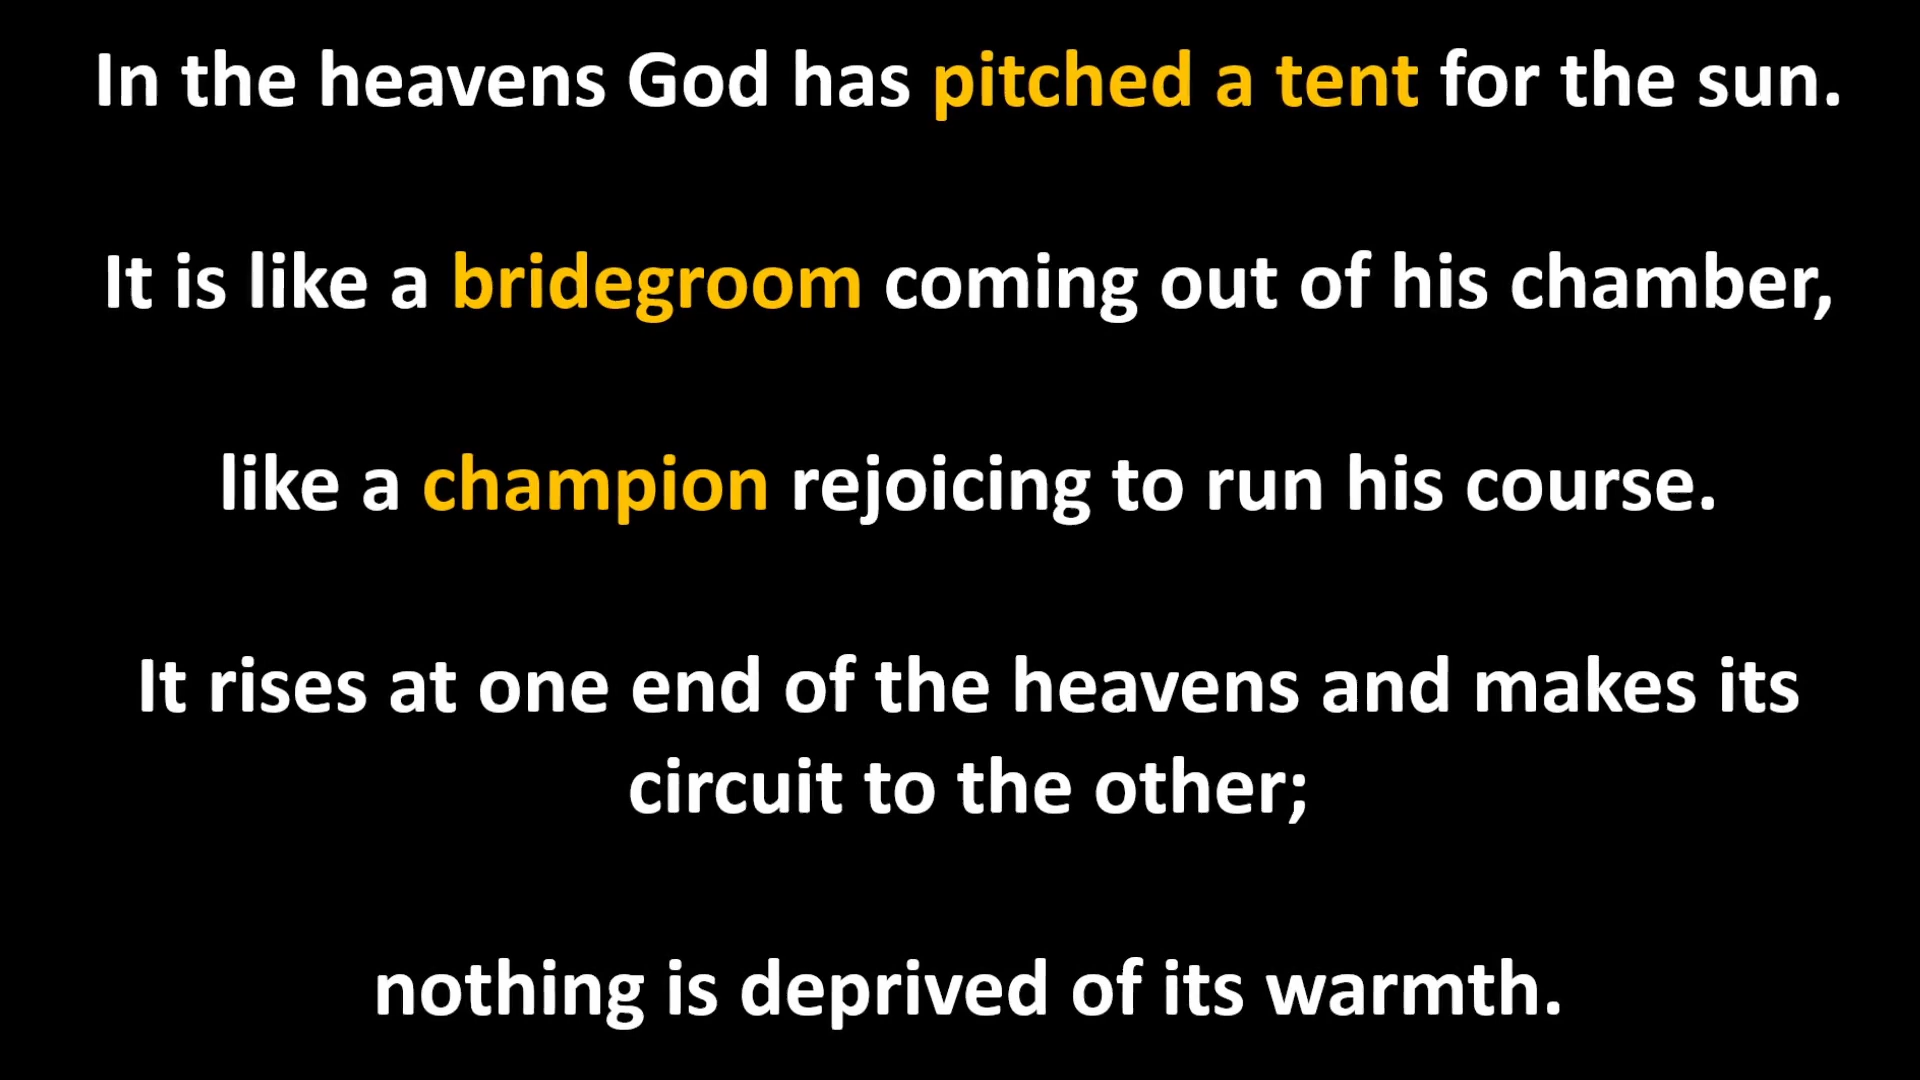 In the heavens God has pitched a tent for the sun.
It is like a bridegroom coming out of his chamber,
like a champion rejoicing to run his course.
It rises at one end of the heavens and makes its
circuit to the other;
nothing is deprived of its warmth.